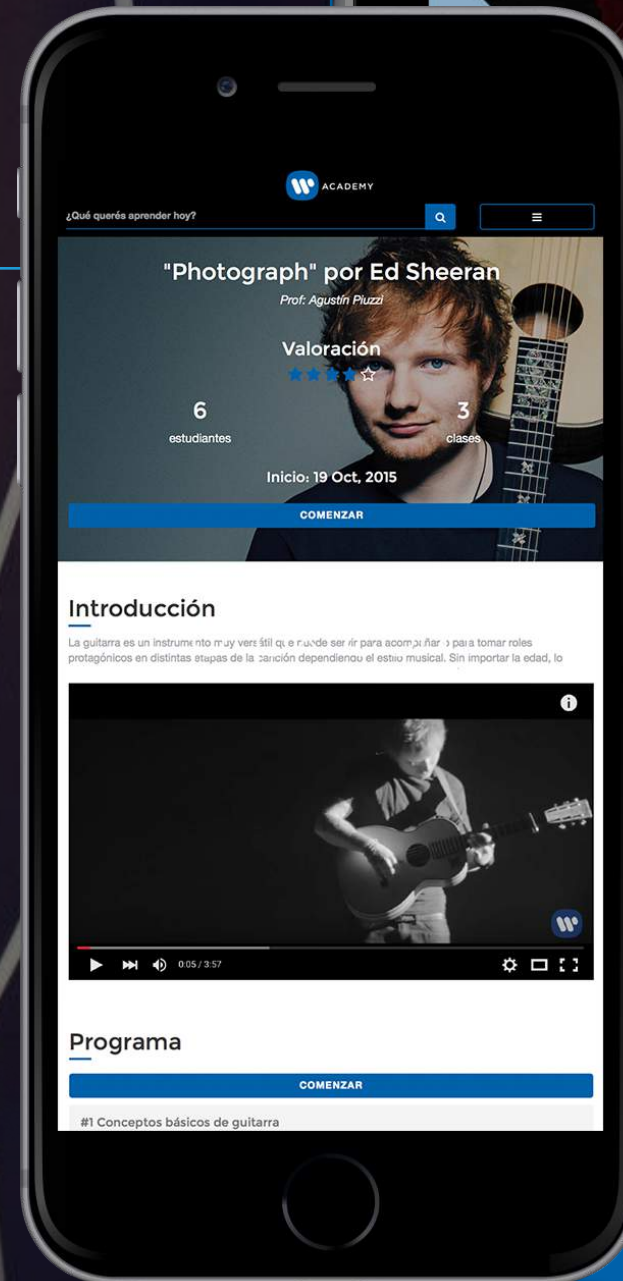 ACADEMY
¿Qué querés aprender hoy?
"Photograph" por Ed Sheeran
Prof: Agustín Piuzzi
Valoración
6
3
estudiantes
clases
Inicio: 19 Oct, 2015
COMENZAR
Introducción
La guitarra es un instrumento muy versátil que puede servir para acompañar o para tomar roles
protagónicos en distintas etapas de la canción dependiendo el estilo musical. Sin importar la edad, lo
0:05 / 3:57
Programa
COMENZAR
#1 Conceptos básicos de guitarra